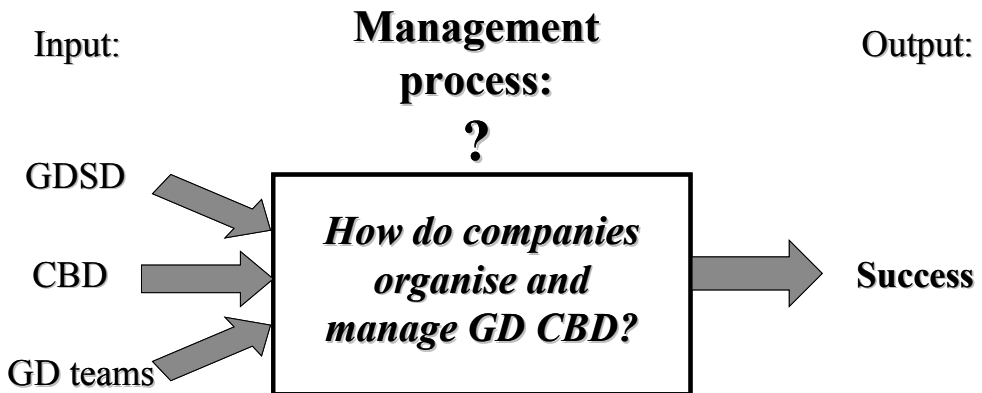 Input:
Management
process:
?
Output:
GDSD
CBD
GD teams
How do companies
organise and
manage GD CBD?
Success